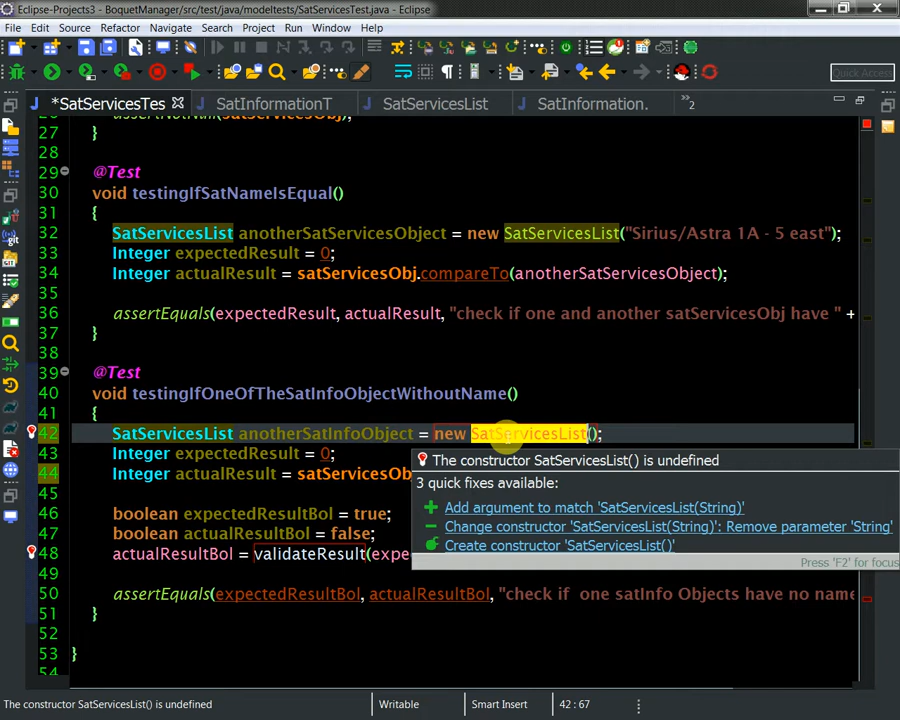 Eclipse-Projects3 - BoquetManager/src/test/java/modeltests/SatServicesTest.java - Eclipse
File Edit Source Refactor Navigate Search Project Run Window Help
Quick Access
*SatServicesTes SatInformationT SatServicesList SatInformation. »2
26 assertNotNull(satServicesObj);
27 }
28
29 @Test
30 void testingIfSatNameIsEqual()
31 {
32 SatServicesList anotherSatServicesObject = new SatServicesList("Sirius/Astra 1A - 5 east");
33 Integer expectedResult = 0;
34 Integer actualResult = satServicesObj.compareTo(anotherSatServicesObject);
35
36 assertEquals(expectedResult, actualResult, "check if one and another satServicesObj have " +
37 }
38
39 @Test
40 void testingIfOneOfTheSatInfoObjectWithoutName()
41 {
42 SatServicesList anotherSatInfoObject = new SatServicesList();
43 Integer expectedResult = 0;
44 Integer actualResult = satServicesOb
45
46 boolean expectedResultBol = true;
47 boolean actualResultBol = false;
48 actualResultBol = validateResult(expe
49
50 assertEquals(expectedResultBol, actualResultBol, "check if  one satInfo Objects have no name
51 }
52
53 }
54
The constructor SatServicesList() is undefined
3 quick fixes available:
Add argument to match 'SatServicesList(String)'
Change constructor 'SatServicesList(String)': Remove parameter 'String'
Create constructor 'SatServicesList()'
Press 'F2' for focus
The constructor SatServicesList() is undefined Writable Smart Insert 42 : 67